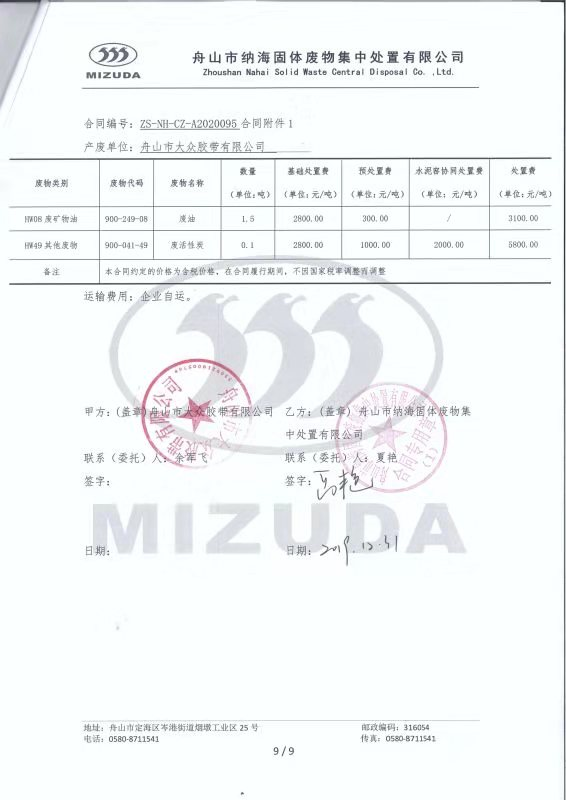 MIZUDA
舟山市纳海固体废物集中处置有限公司
Zhoushan Nahai Solid Waste Central Disposal Co. ,Ltd.
合同编号: ZS-NH-CZ-A2020095 合同附件 1
产废单位: 舟山市大众胶带有限公司
废物类别 废物代码 废物名称 数量（单位:吨） 基础处置费（单位:元/吨） 预处置费（单位:元/吨） 水泥窑协同处置费（单位:元/吨） 处置费（单位:元/吨）
HW08 废矿物油 900-249-08 废油 1.5 2800.00 300.00 / 3100.00
HW49 其他废物 900-041-49 废活性炭 0.1 2800.00 1000.00 2000.00 5800.00
备注 本合同约定的价格为含税价格，在合同履行期间，不因国家税率调整而调整
运输费用: 企业自运。
甲方: (盖章) 舟山市大众胶带有限公司 乙方: (盖章) 舟山市纳海固体废物集
中处置有限公司
联系（委托）人: 余军飞 联系（委托）人: 夏艳
签字: 签字: 夏艳
MIZUDA
日期: 日期: 2019.12.31
地址: 舟山市定海区岑港街道烟墩工业区 25 号 邮政编码: 316054
电话: 0580-8711541 传真: 0580-8711541
9 / 9